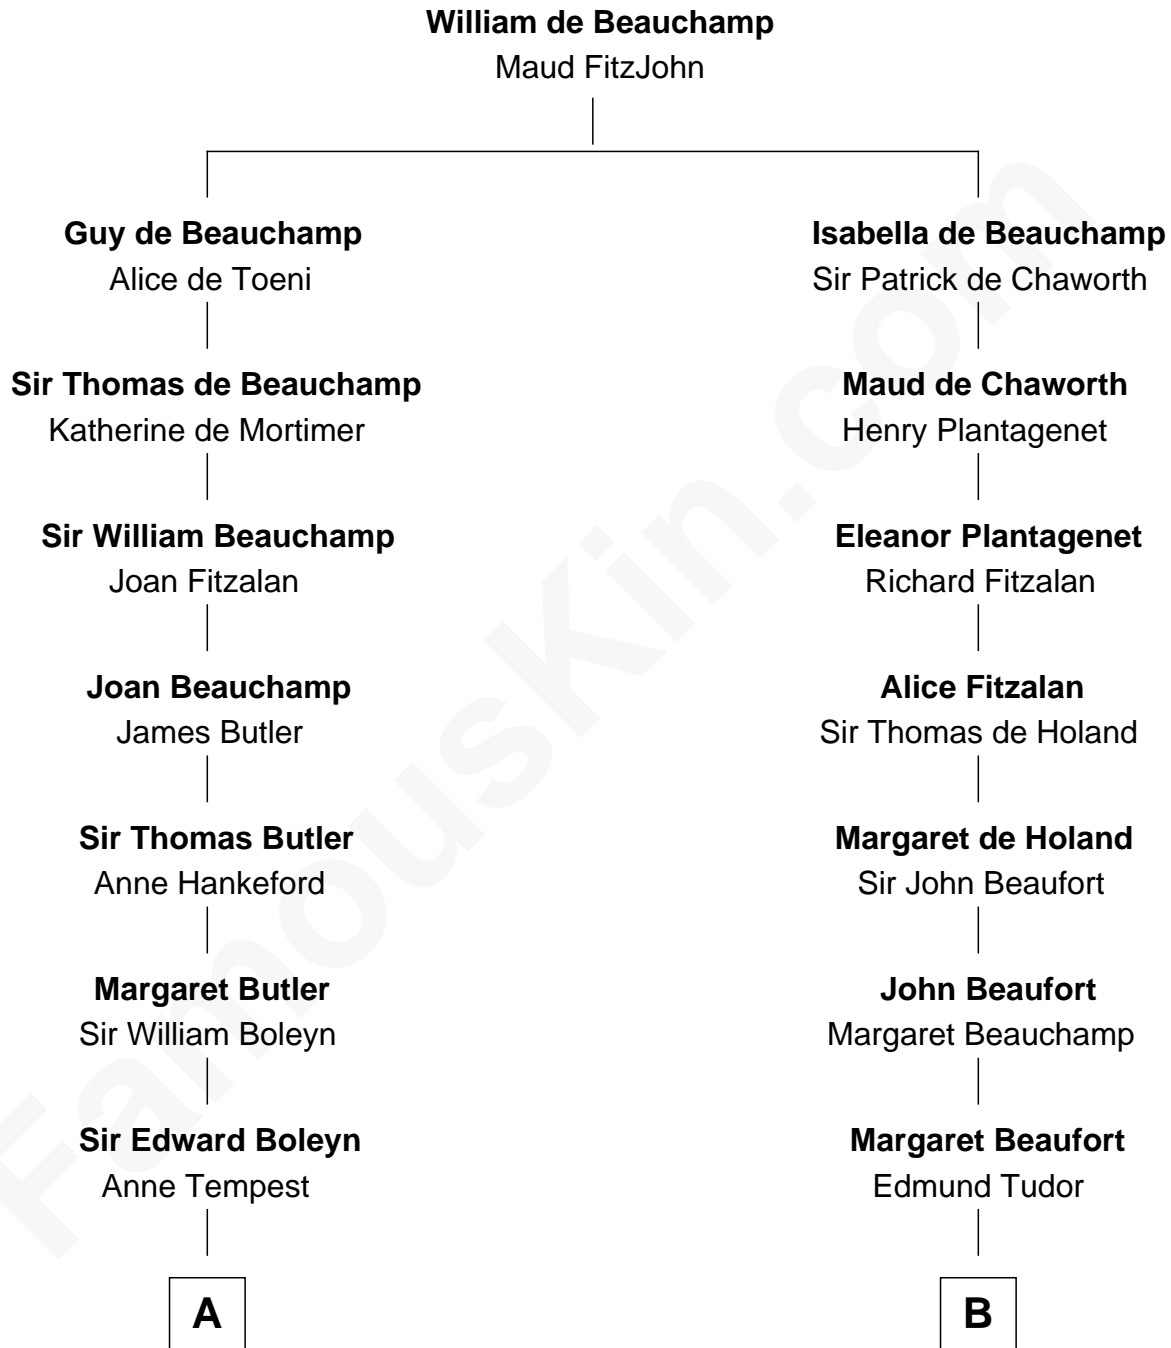 William de Beauchamp
Maud FitzJohn
Guy de Beauchamp
Alice de Toeni
Isabella de Beauchamp
Sir Patrick de Chaworth
Sir Thomas de Beauchamp
Katherine de Mortimer
Maud de Chaworth
Henry Plantagenet
Sir William Beauchamp
Joan Fitzalan
Eleanor Plantagenet
Richard Fitzalan
Joan Beauchamp
James Butler
Alice Fitzalan
Sir Thomas de Holand
Sir Thomas Butler
Anne Hankeford
Margaret de Holand
Sir John Beaufort
Margaret Butler
Sir William Boleyn
John Beaufort
Margaret Beauchamp
Sir Edward Boleyn
Anne Tempest
Margaret Beaufort
Edmund Tudor
A
B
FamousKin.com